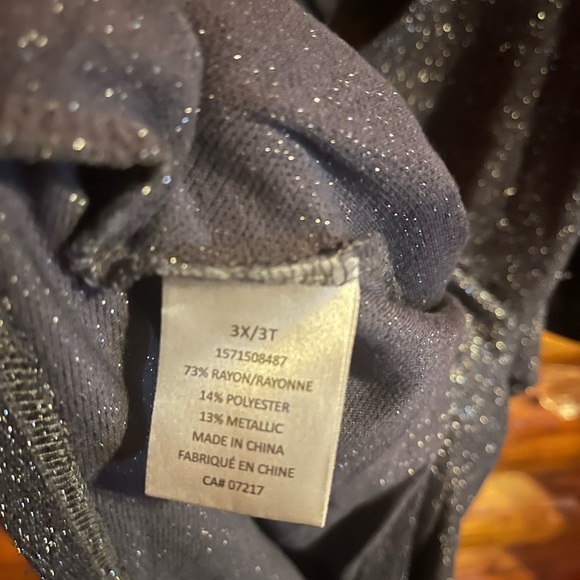 3X/3T
1571508487
73% RAYON/RAYONNE
14% POLYESTER
13% METALLIC
MADE IN CHINA
FABRIQUÉ EN CHINE
CA# 07217